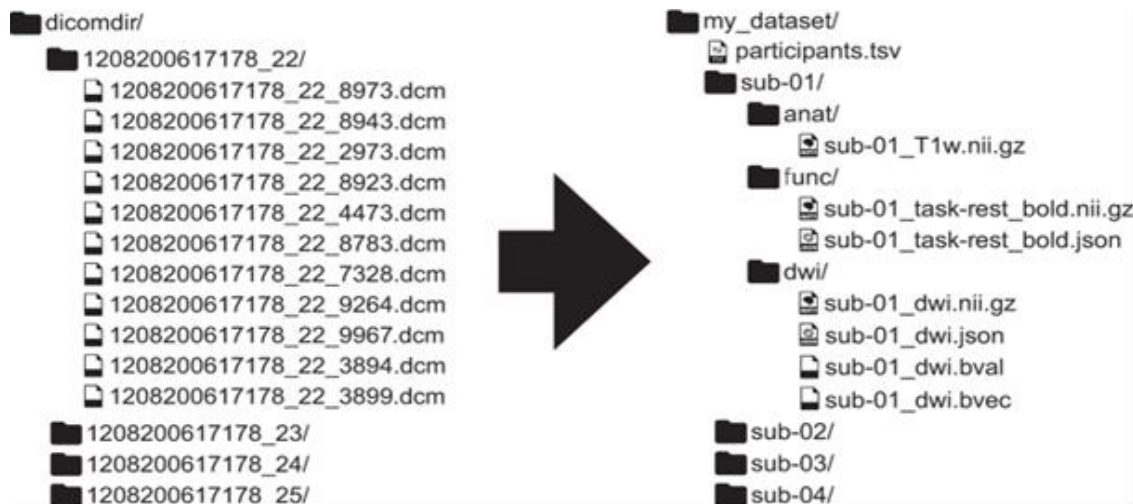 dicomdir/
1208200617178_22/
1208200617178_22_8973.dcm
1208200617178_22_8943.dcm
1208200617178_22_2973.dcm
1208200617178_22_8923.dcm
1208200617178_22_4473.dcm
1208200617178_22_8783.dcm
1208200617178_22_7328.dcm
1208200617178_22_9264.dcm
1208200617178_22_9967.dcm
1208200617178_22_3894.dcm
1208200617178_22_3899.dcm
1208200617178_23/
1208200617178_24/
1208200617178_25/
my_dataset/
participants.tsv
sub-01/
anat/
sub-01_T1w.nii.gz
func/
sub-01_task-rest_bold.nii.gz
sub-01_task-rest_bold.json
dwi/
sub-01_dwi.nii.gz
sub-01_dwi.json
sub-01_dwi.bval
sub-01_dwi.bvec
sub-02/
sub-03/
sub-04/